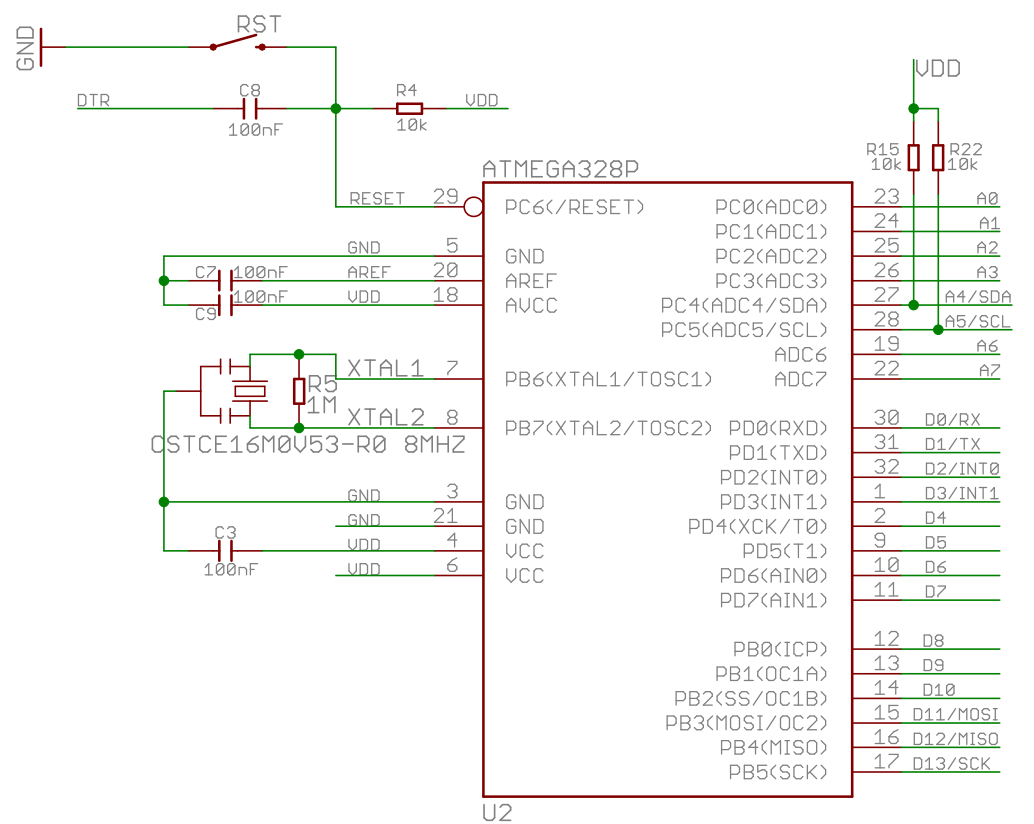 RST
GND
C8
DTR
100nF
R4
VDD
10k
VDD
R15
10k
R22
10k
ATMEGA328P
RESET 29 PC6(/RESET) PC0(ADC0) 23 A0
PC1(ADC1) 24 A1
GND 5 GND PC2(ADC2) 25 A2
C7 100nF AREF 20 AREF PC3(ADC3) 26 A3
C9 100nF VDD 18 AVCC PC4(ADC4/SDA) 27 A4/SDA
PC5(ADC5/SCL) 28 A5/SCL
ADC6 19 A6
XTAL1 7 PB6(XTAL1/TOSC1) ADC7 22 A7
R5
1M
XTAL2 8 PB7(XTAL2/TOSC2) PD0(RXD) 30 D0/RX
CSTCE16M0V53-R0 8MHZ
PD1(TXD) 31 D1/TX
PD2(INT0) 32 D2/INT0
GND 3 GND PD3(INT1) 1 D3/INT1
GND 21 GND PD4(XCK/T0) 2 D4
C3
100nF
VDD 4 VCC PD5(T1) 9 D5
VDD 6 VCC PD6(AIN0) 10 D6
PD7(AIN1) 11 D7
PB0(ICP) 12 D8
PB1(OC1A) 13 D9
PB2(SS/OC1B) 14 D10
PB3(MOSI/OC2) 15 D11/MOSI
PB4(MISO) 16 D12/MISO
PB5(SCK) 17 D13/SCK
U2